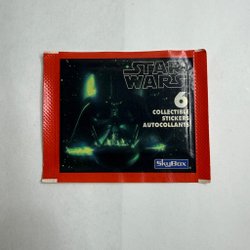 STAR
WARS
6
COLLECTIBLE
STICKERS
AUTOCOLLANTS
SkyBox